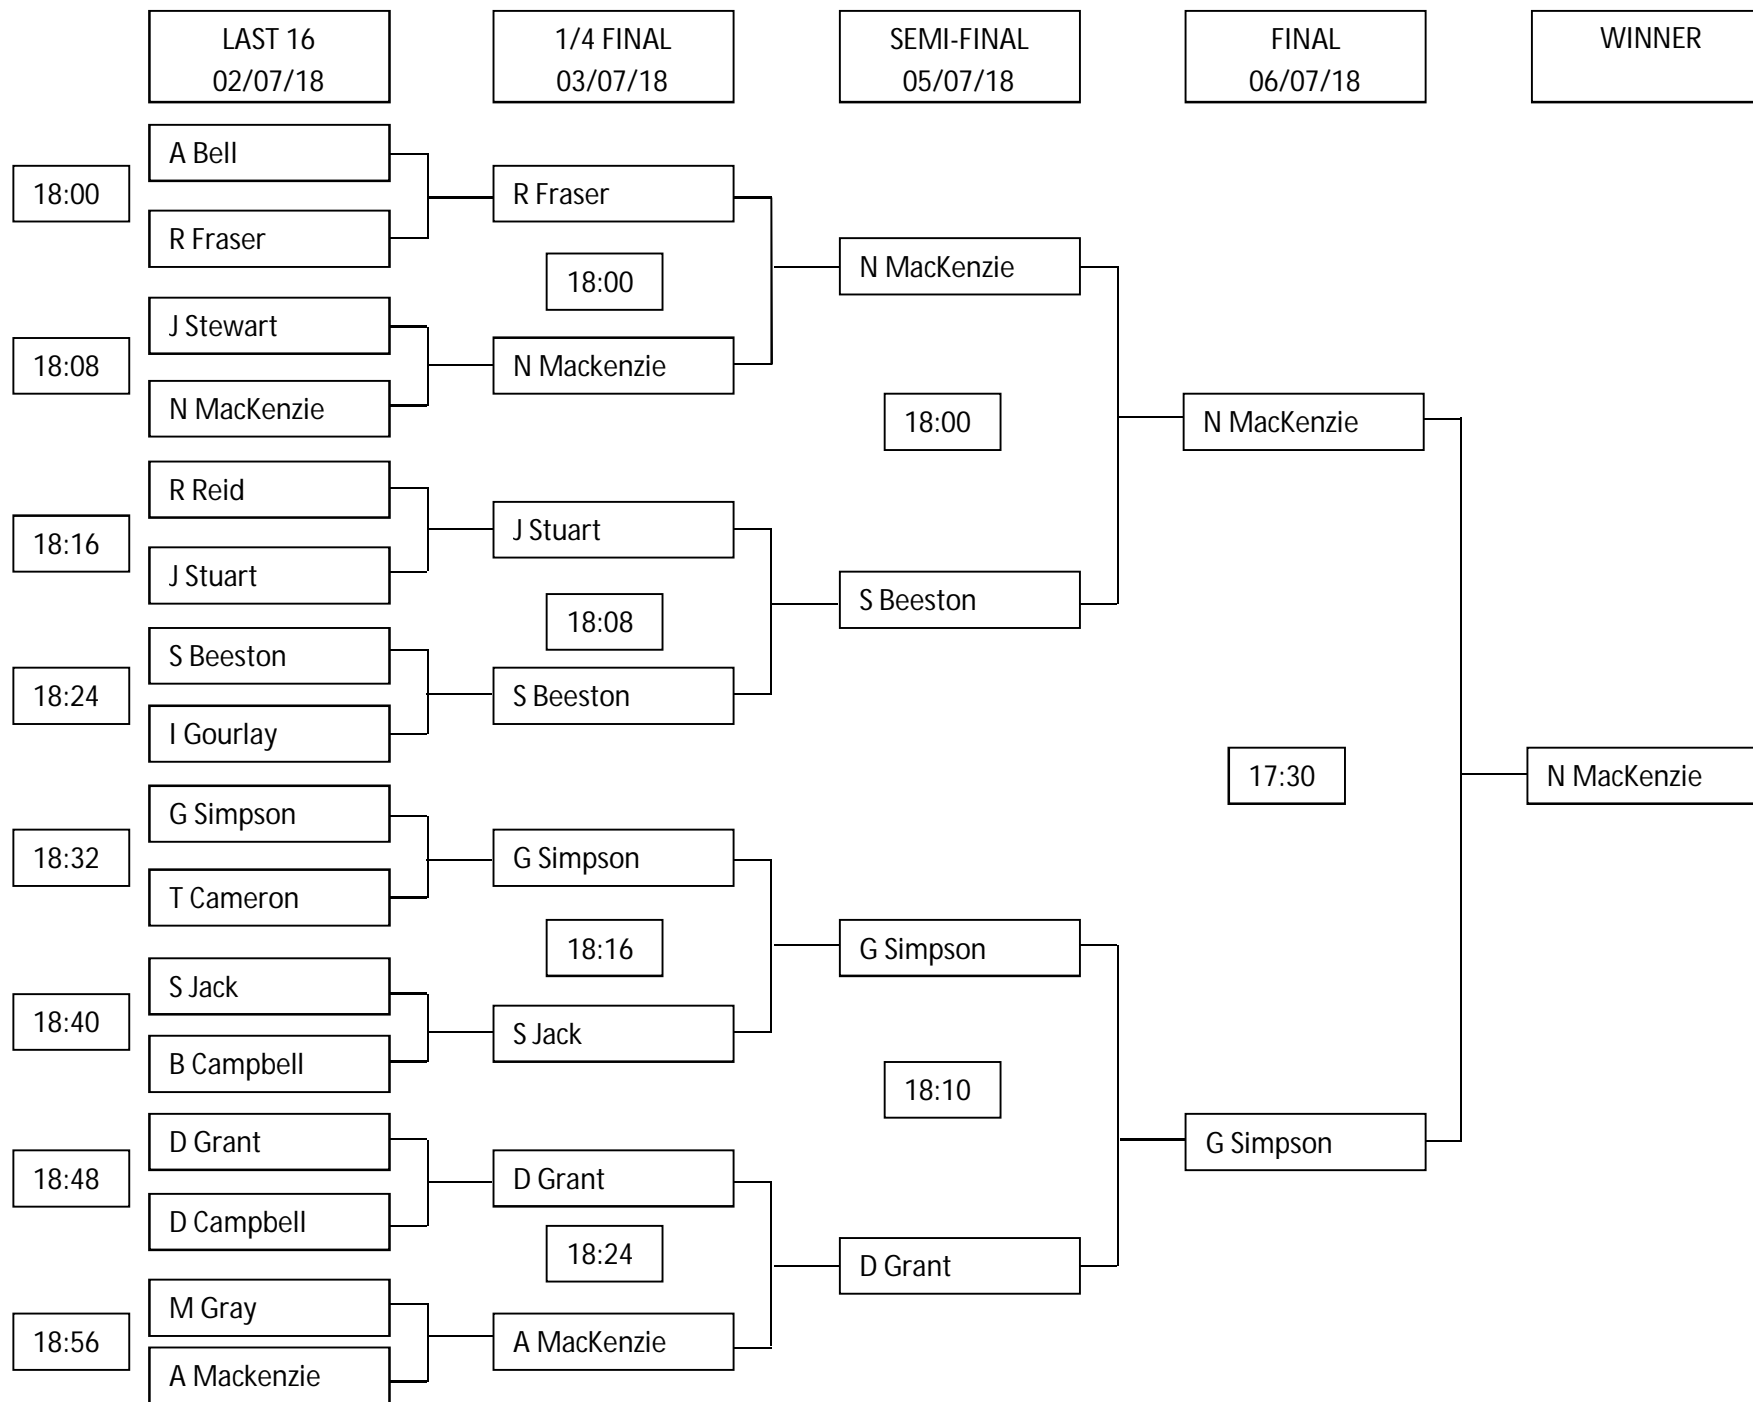 LAST 16
02/07/18
1/4 FINAL
03/07/18
SEMI-FINAL
05/07/18
FINAL
06/07/18
WINNER
18:00
A Bell
R Fraser
18:08
J Stewart
N MacKenzie
18:16
R Reid
J Stuart
18:24
S Beeston
I Gourlay
18:32
G Simpson
T Cameron
18:40
S Jack
B Campbell
18:48
D Grant
D Campbell
18:56
M Gray
A Mackenzie
R Fraser
18:00
N Mackenzie
J Stuart
18:08
S Beeston
G Simpson
18:16
S Jack
D Grant
18:24
A MacKenzie
N MacKenzie
18:00
S Beeston
G Simpson
18:10
D Grant
N MacKenzie
17:30
G Simpson
N MacKenzie